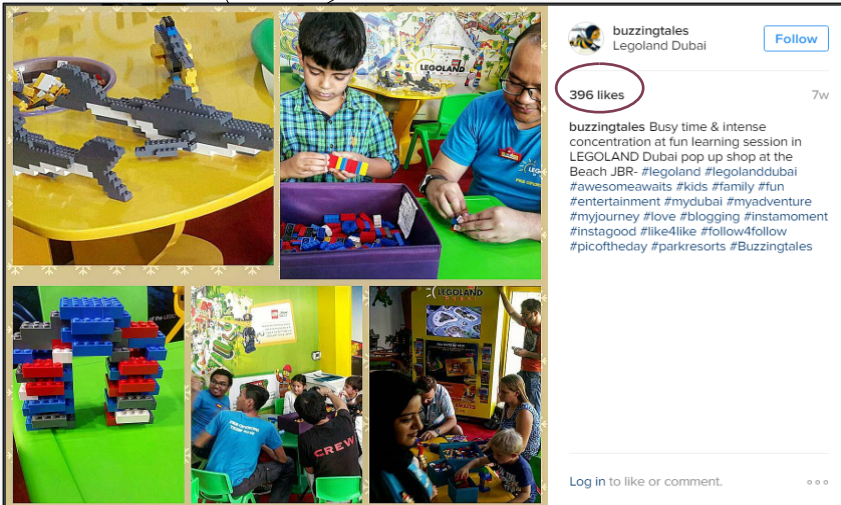 LEGOLAND
buzzingtales
Legoland Dubai
Follow
396 likes
7w
buzzingtales Busy time & intense
concentration at fun learning session in
LEGOLAND Dubai pop up shop at the
Beach JBR- #legoland #legolanddubai
#awesomeawaits #kids #family #fun
#entertainment #mydubai #myadventure
#myjourney #love #blogging #instamoment
#instagood #like4like #follow4follow
#picoftheday #parkresorts #Buzzingtales
CREW
LEGOLAND
DUBAI
Log in to like or comment.